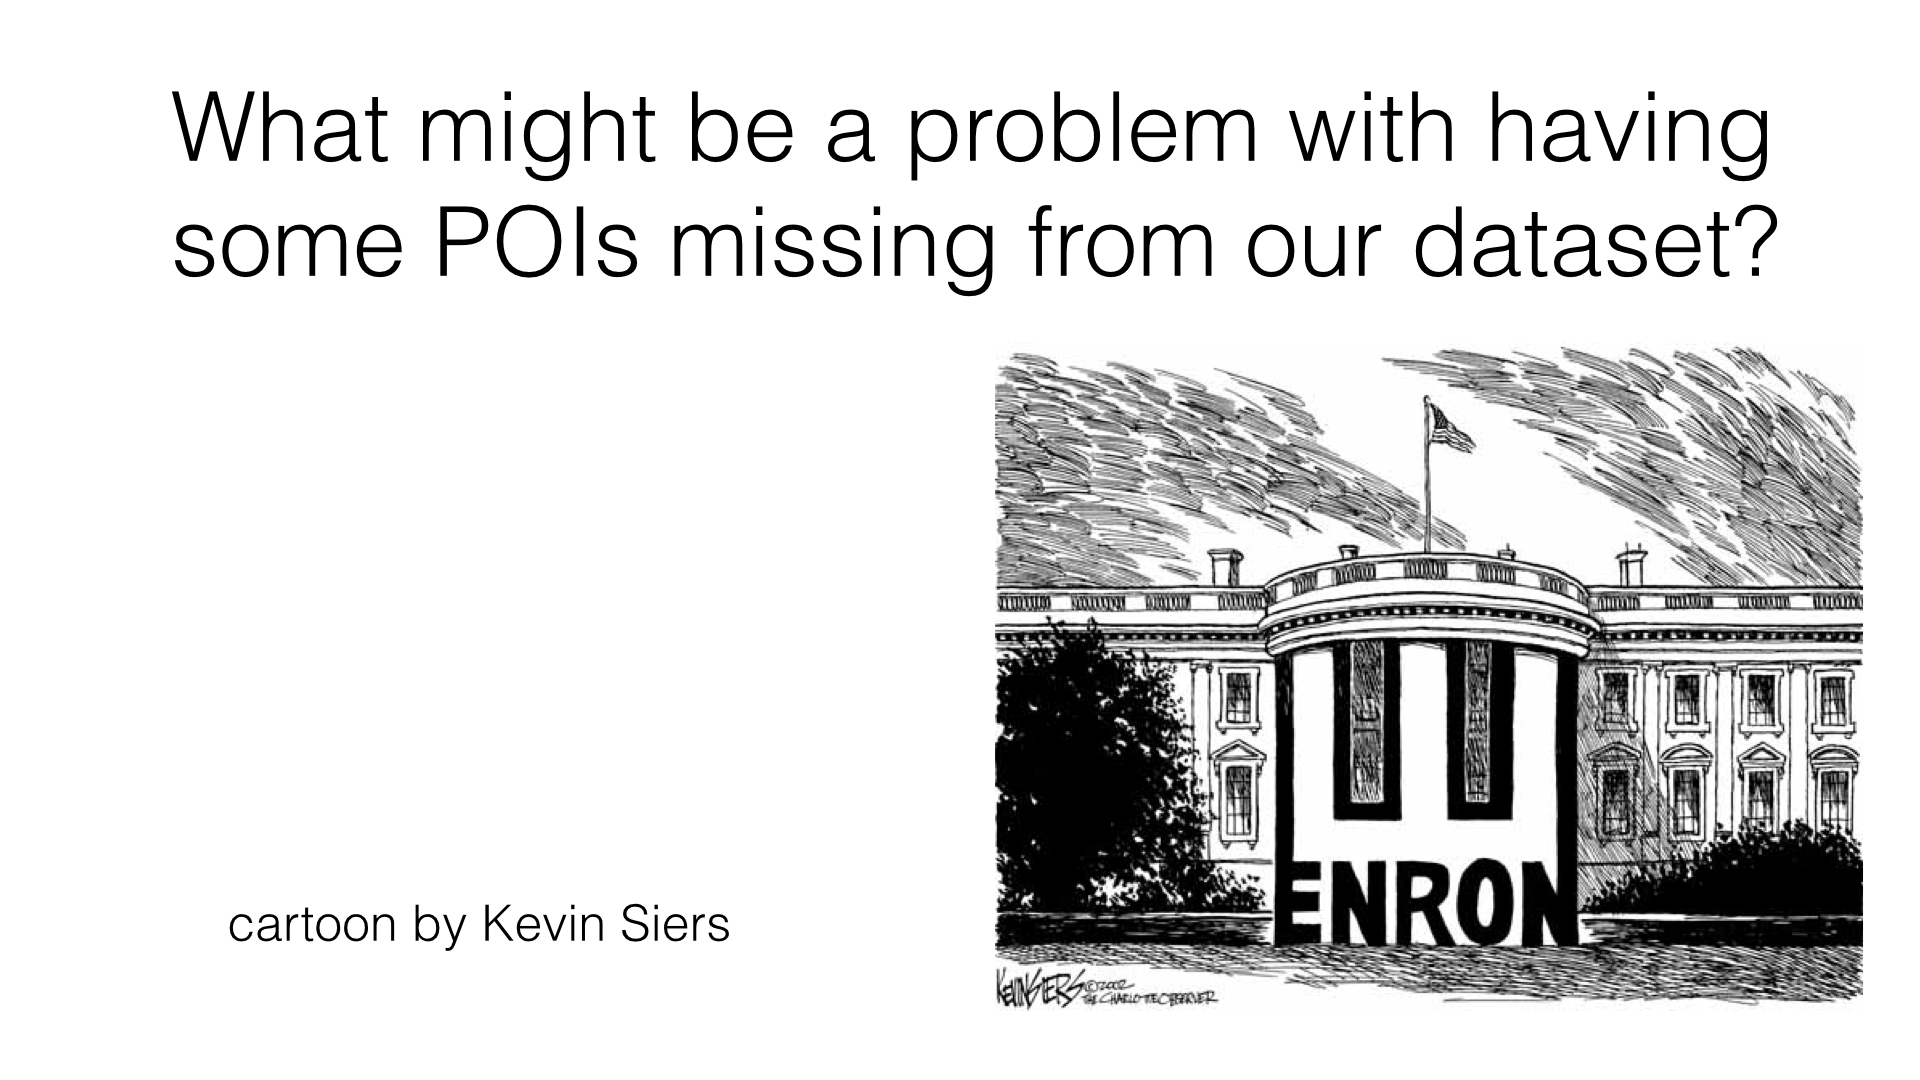 What might be a problem with having
some POIs missing from our dataset?
ENRON
cartoon by Kevin Siers
KEVIN SIERS ©2002
THE CHARLOTTE OBSERVER